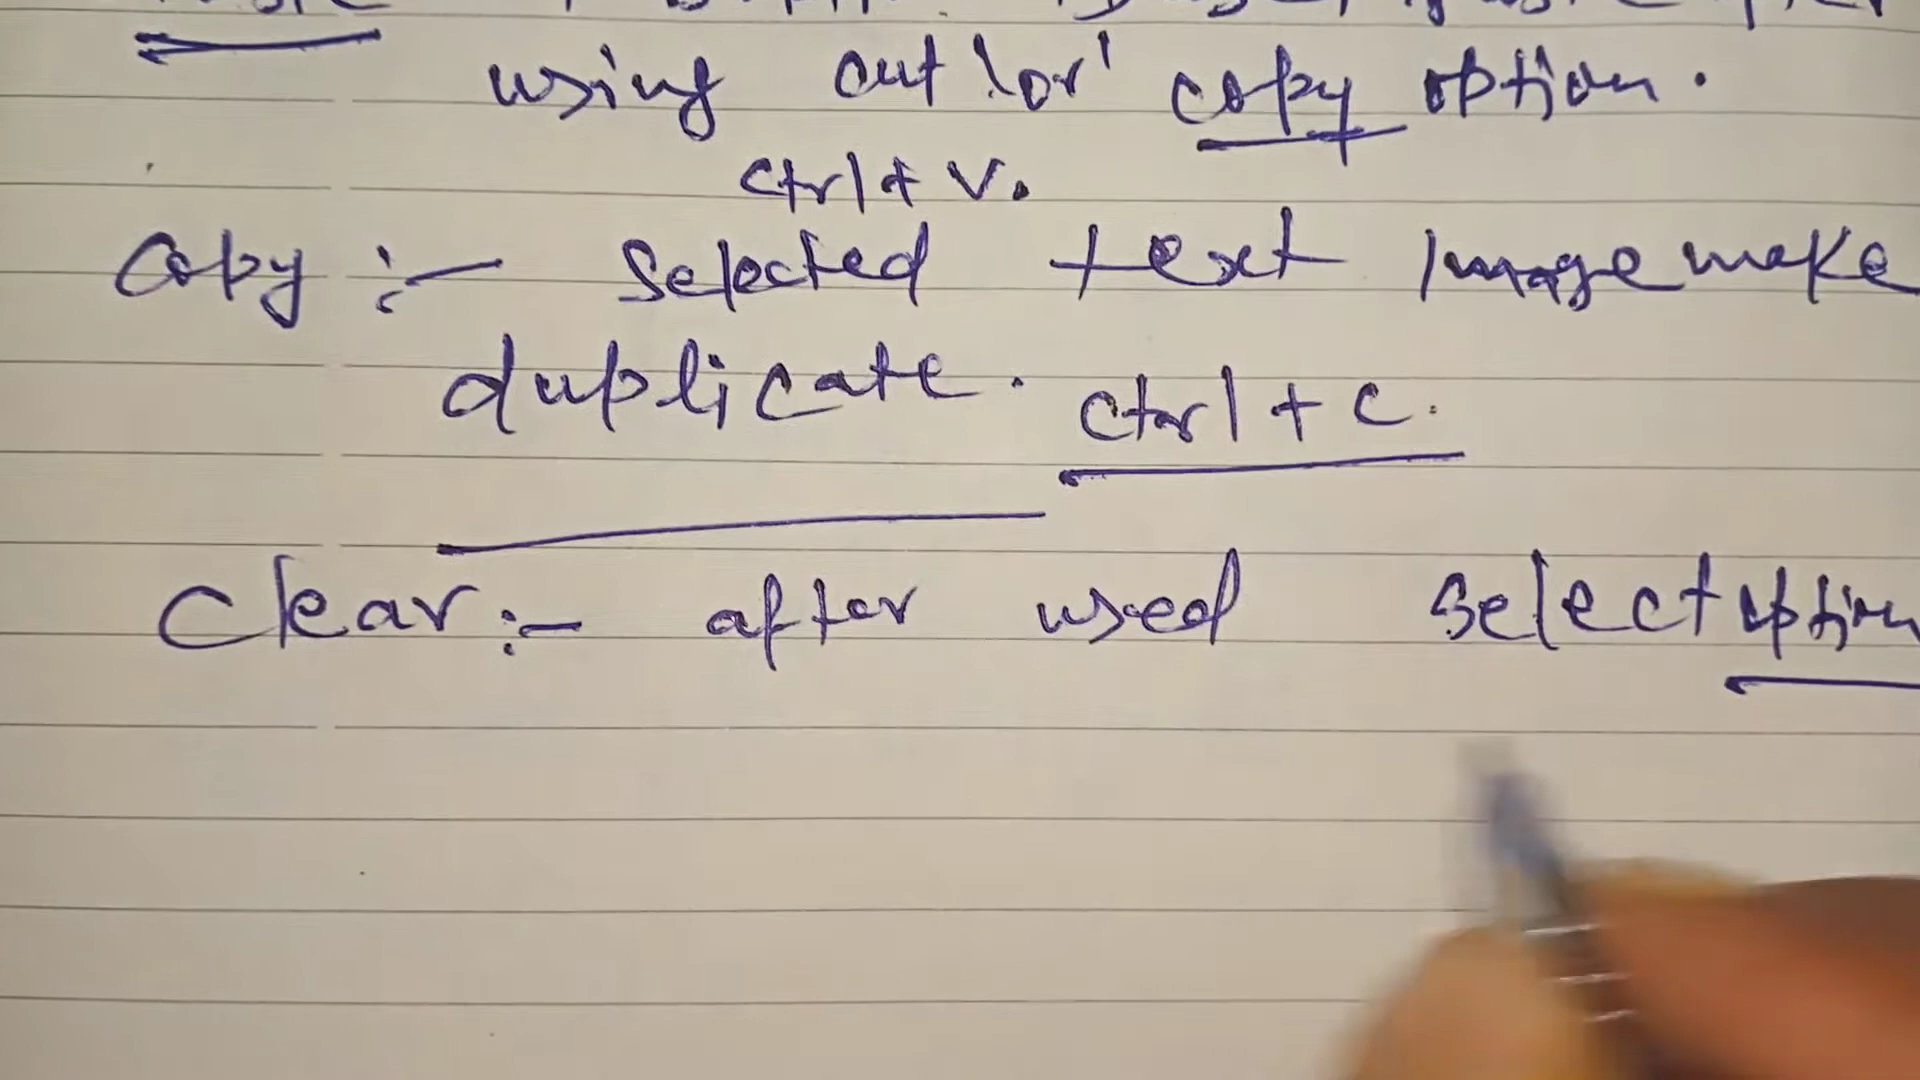 using cut 'or' copy option.
ctrl + v.
Copy :- Selected text Image make
duplicate. ctrl + c.
Clear :- after used select option